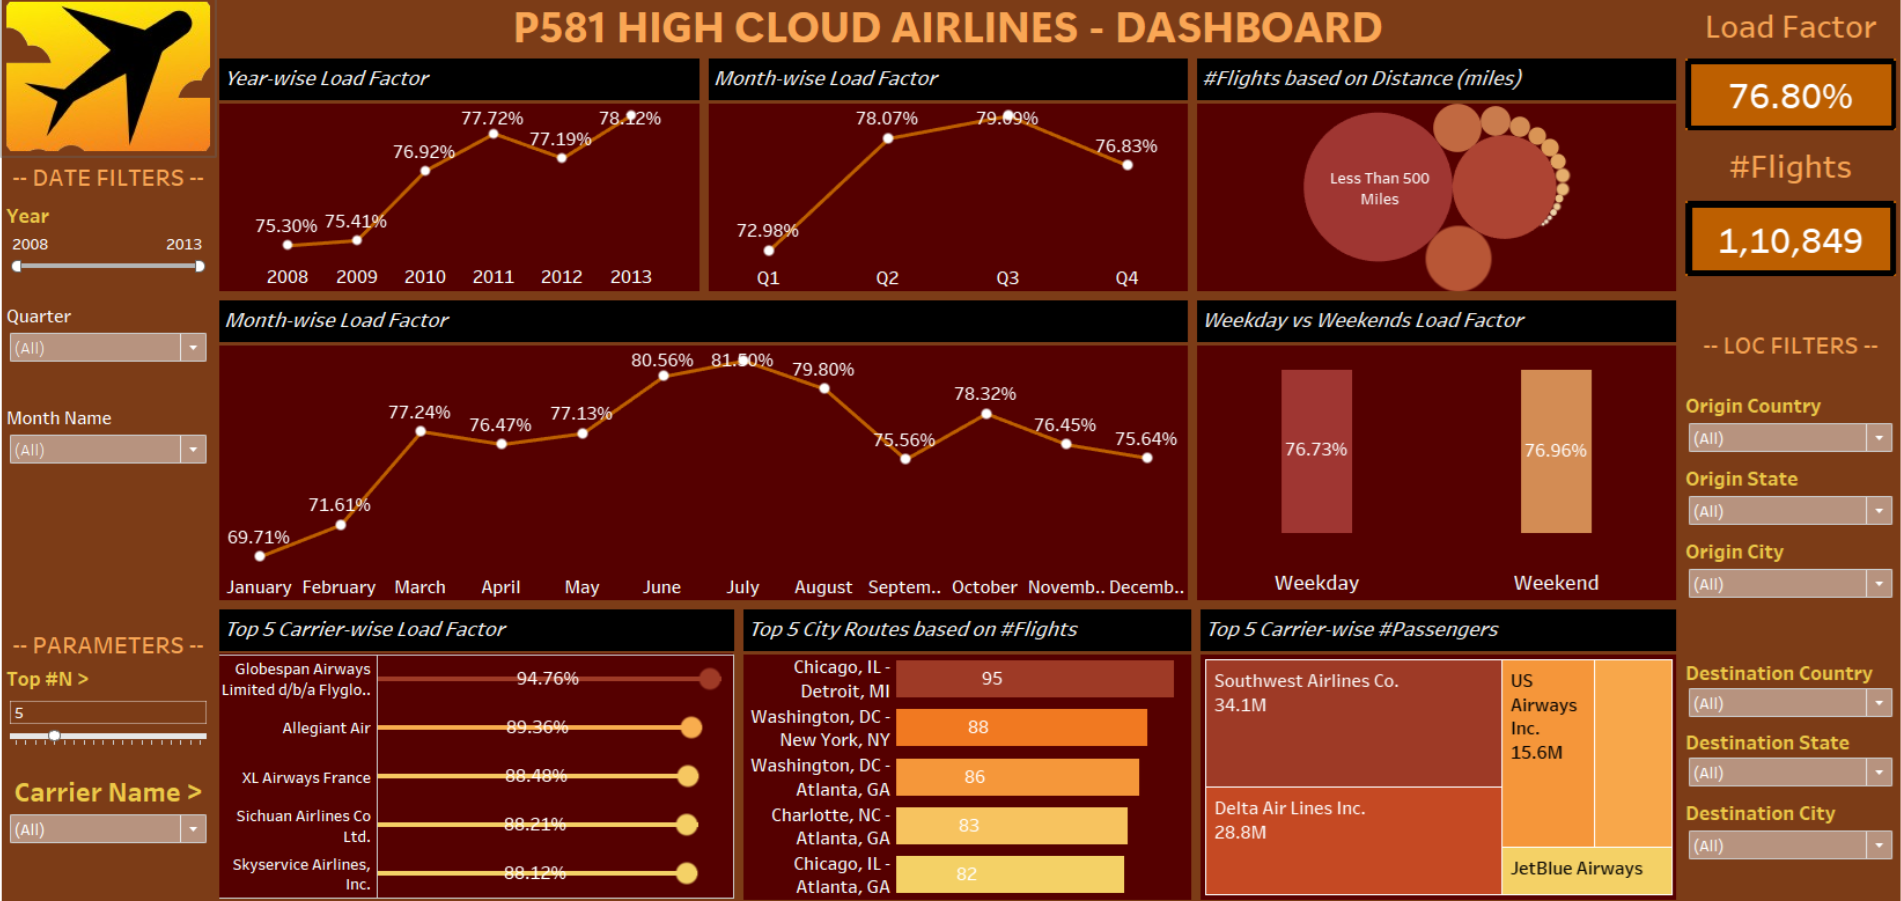 P581 HIGH CLOUD AIRLINES - DASHBOARD
-- DATE FILTERS --
Year
2008 2013
Quarter
(All)
Month Name
(All)
-- PARAMETERS --
Top #N >
5
Carrier Name >
(All)
Year-wise Load Factor
75.30%
75.41%
76.92%
77.72%
77.19%
78.12%
2008 2009 2010 2011 2012 2013
Month-wise Load Factor
72.98%
78.07%
79.69%
76.83%
Q1 Q2 Q3 Q4
#Flights based on Distance (miles)
Less Than 500
Miles
Month-wise Load Factor
69.71%
71.61%
77.24%
76.47%
77.13%
80.56%
81.50%
79.80%
75.56%
78.32%
76.45%
75.64%
January February March April May June July August Septem.. October Novemb.. Decemb..
Weekday vs Weekends Load Factor
76.73%
76.96%
Weekday Weekend
Top 5 Carrier-wise Load Factor
Globespan Airways
Limited d/b/a Flyglo..
94.76%
Allegiant Air
89.36%
XL Airways France
88.48%
Sichuan Airlines Co
Ltd.
88.21%
Skyservice Airlines,
Inc.
88.12%
Top 5 City Routes based on #Flights
Chicago, IL -
Detroit, MI
95
Washington, DC -
New York, NY
88
Washington, DC -
Atlanta, GA
86
Charlotte, NC -
Atlanta, GA
83
Chicago, IL -
Atlanta, GA
82
Top 5 Carrier-wise #Passengers
Southwest Airlines Co.
34.1M
Delta Air Lines Inc.
28.8M
US
Airways
Inc.
15.6M
JetBlue Airways
Load Factor
76.80%
#Flights
1,10,849
-- LOC FILTERS --
Origin Country
(All)
Origin State
(All)
Origin City
(All)
Destination Country
(All)
Destination State
(All)
Destination City
(All)